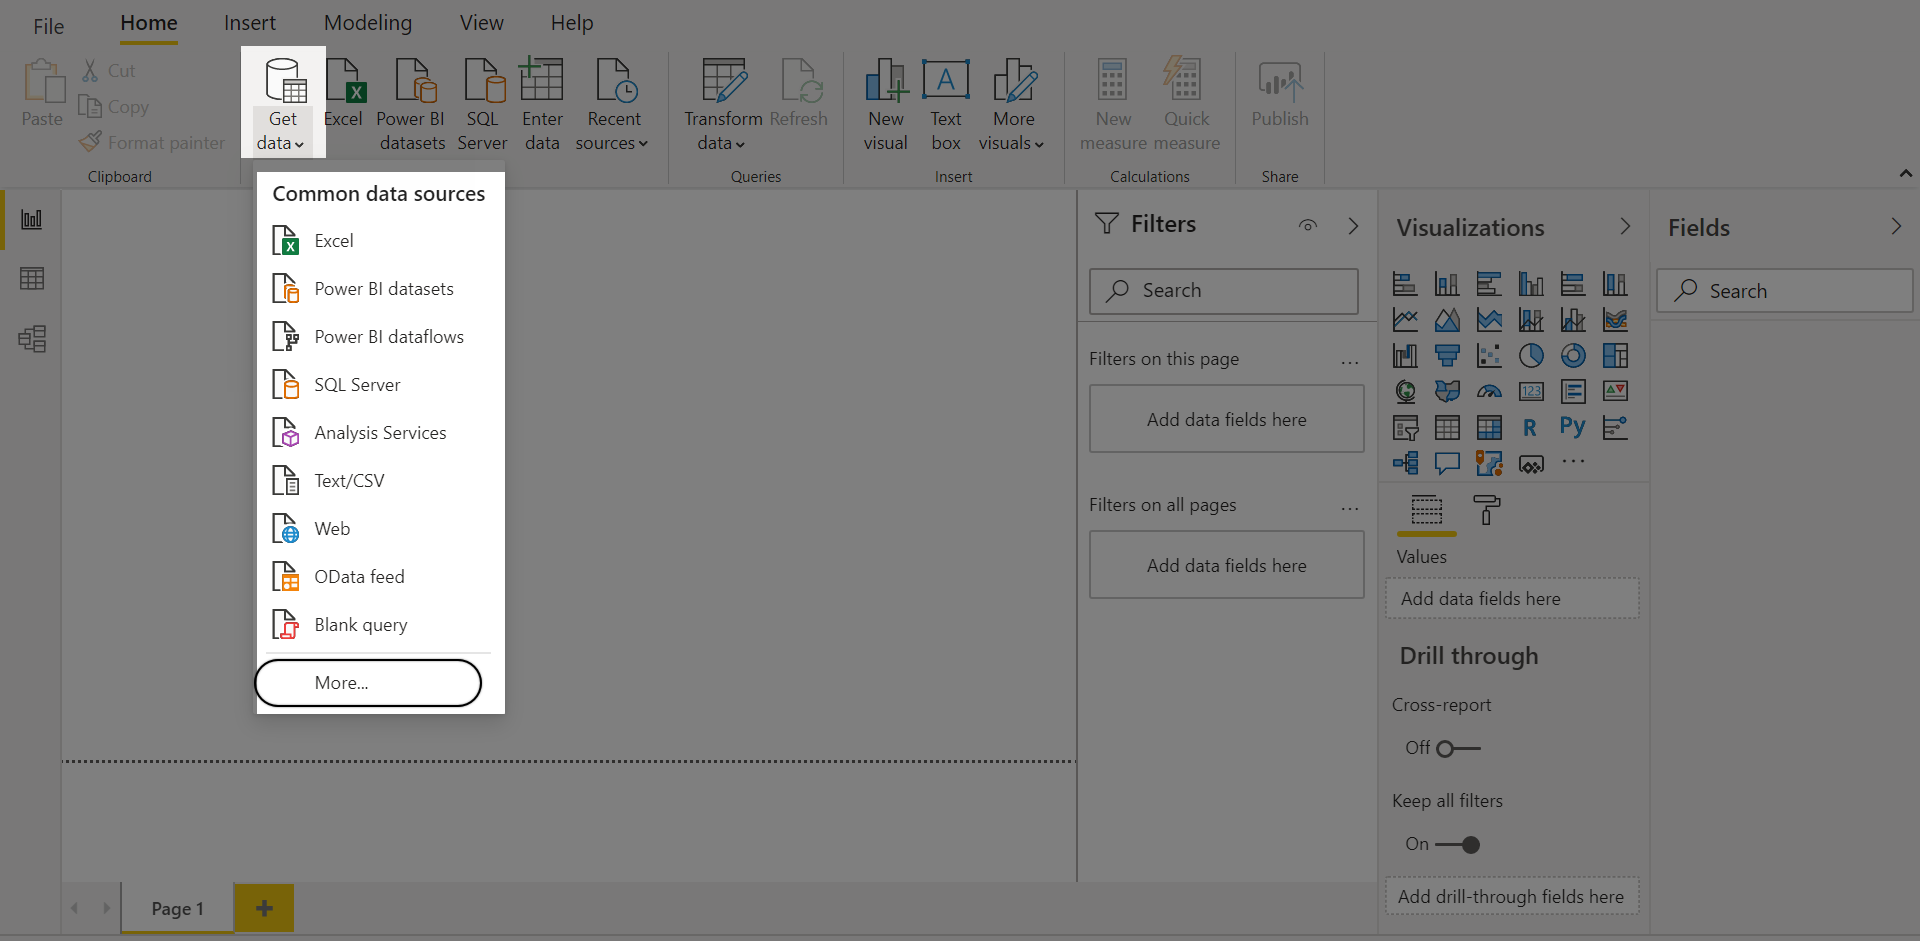 File
Home
Insert
Modeling
View
Help
Paste
Cut
Copy
Format painter
Clipboard
Get
data
Excel
Power BI
datasets
SQL
Server
Enter
data
Recent
sources
Transform
data
Refresh
Queries
New
visual
Text
box
More
visuals
Insert
New
measure
Quick
measure
Calculations
Publish
Share
Common data sources
Excel
Power BI datasets
Power BI dataflows
SQL Server
Analysis Services
Text/CSV
Web
OData feed
Blank query
More...
Filters
Search
Filters on this page
...
Add data fields here
Filters on all pages
...
Add data fields here
Visualizations
123
R
Py
...
Values
Add data fields here
Drill through
Cross-report
Off
Keep all filters
On
Add drill-through fields here
Fields
Search
Page 1